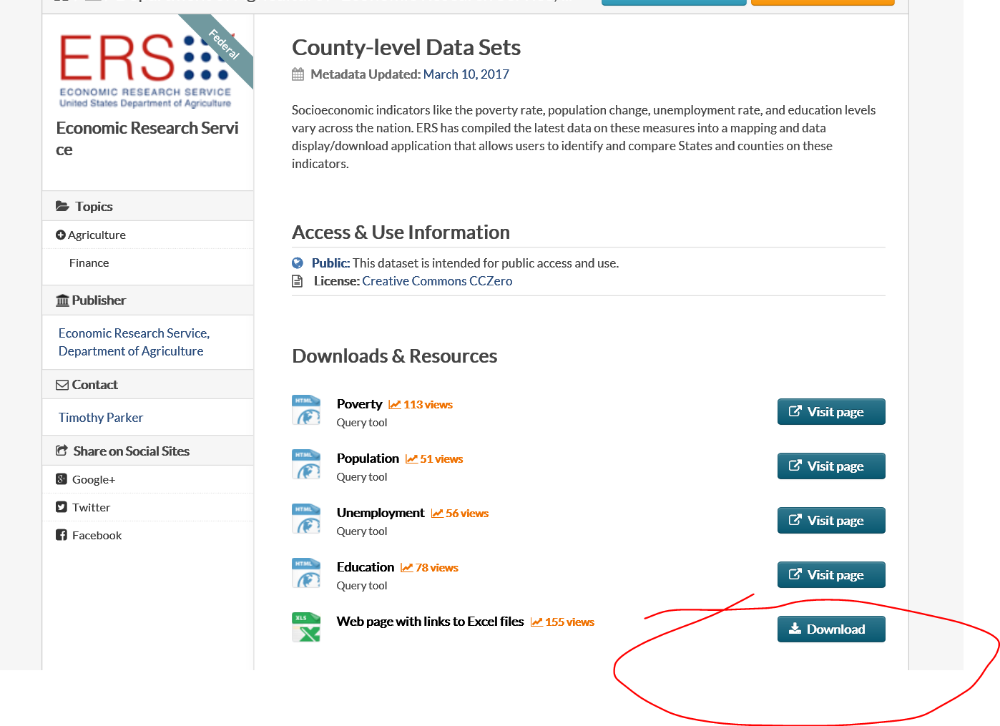 Federal
ERS
ECONOMIC RESEARCH SERVICE
United States Department of Agriculture
Economic Research Servi
ce
Topics
Agriculture
Finance
Publisher
Economic Research Service,
Department of Agriculture
Contact
Timothy Parker
Share on Social Sites
Google+
Twitter
Facebook
County-level Data Sets
Metadata Updated: March 10, 2017
Socioeconomic indicators like the poverty rate, population change, unemployment rate, and education levels
vary across the nation. ERS has compiled the latest data on these measures into a mapping and data
display/download application that allows users to identify and compare States and counties on these
indicators.
Access & Use Information
Public: This dataset is intended for public access and use.
License: Creative Commons CCZero
Downloads & Resources
HTML
Poverty 113 views
Query tool
Visit page
HTML
Population 51 views
Query tool
Visit page
HTML
Unemployment 56 views
Query tool
Visit page
HTML
Education 78 views
Query tool
Visit page
XLS
Web page with links to Excel files 155 views
Download